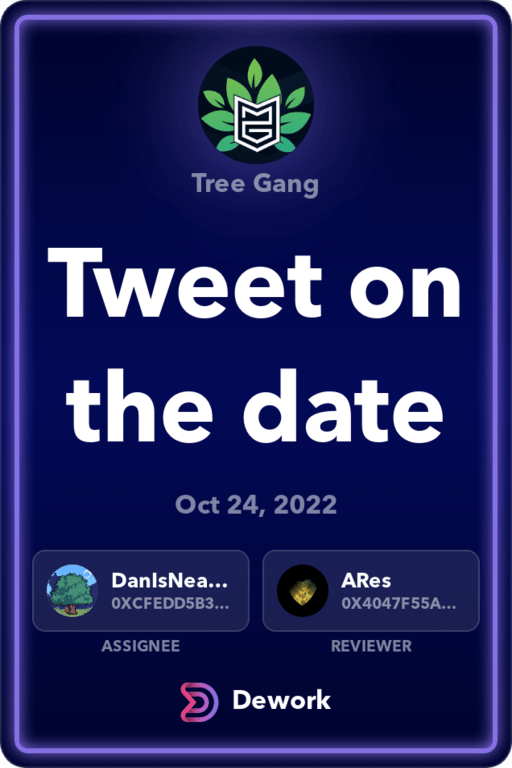 Tree Gang
Tweet on
the date
Oct 24, 2022
DanIsNea...
0XCFEDD5B3...
ARes
0X4047F55A...
ASSIGNEE
REVIEWER
Dework